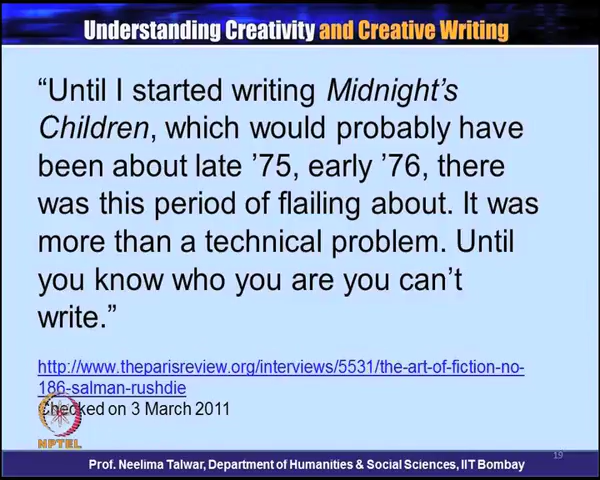 Understanding Creativity and Creative Writing
“Until I started writing Midnight’s
Children, which would probably have
been about late ’75, early ’76, there
was this period of flailing about. It was
more than a technical problem. Until
you know who you are you can’t
write.”
http://www.theparisreview.org/interviews/5531/the-art-of-fiction-no-
186-salman-rushdie
Checked on 3 March 2011
NPTEL
19
Prof. Neelima Talwar, Department of Humanities & Social Sciences, IIT Bombay